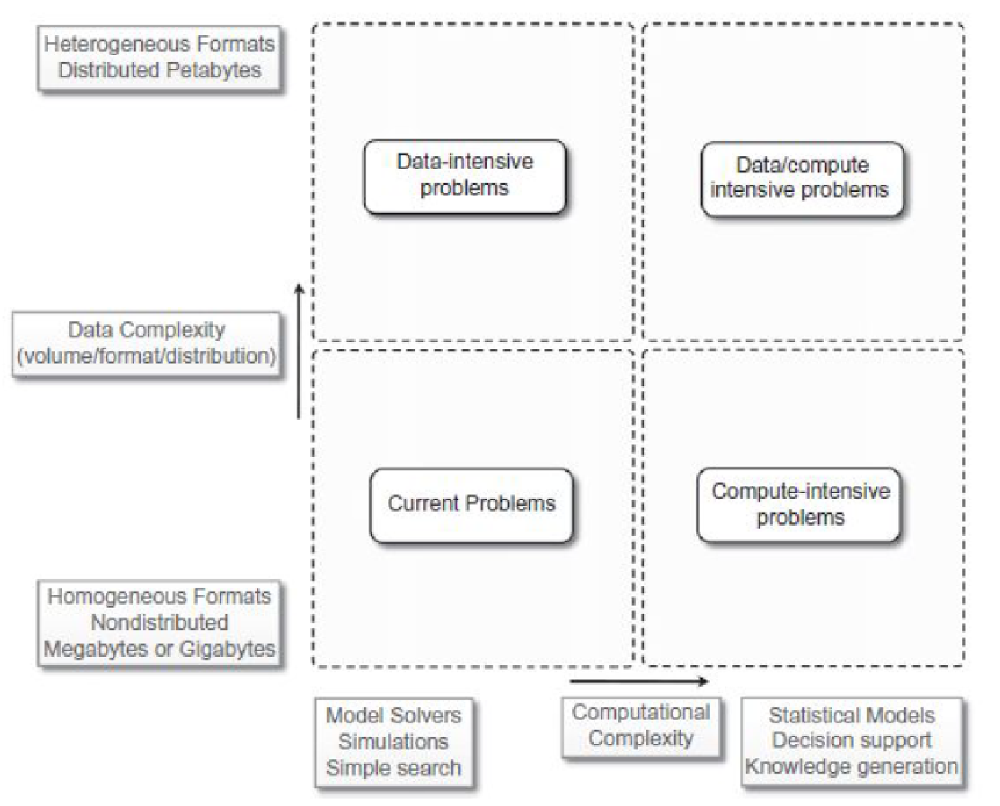 Heterogeneous Formats
Distributed Petabytes
Data-intensive
problems
Data/compute
intensive problems
Data Complexity
(volume/format/distribution)
Current Problems
Compute-intensive
problems
Homogeneous Formats
Nondistributed
Megabytes or Gigabytes
Model Solvers
Simulations
Simple search
Computational
Complexity
Statistical Models
Decision support
Knowledge generation